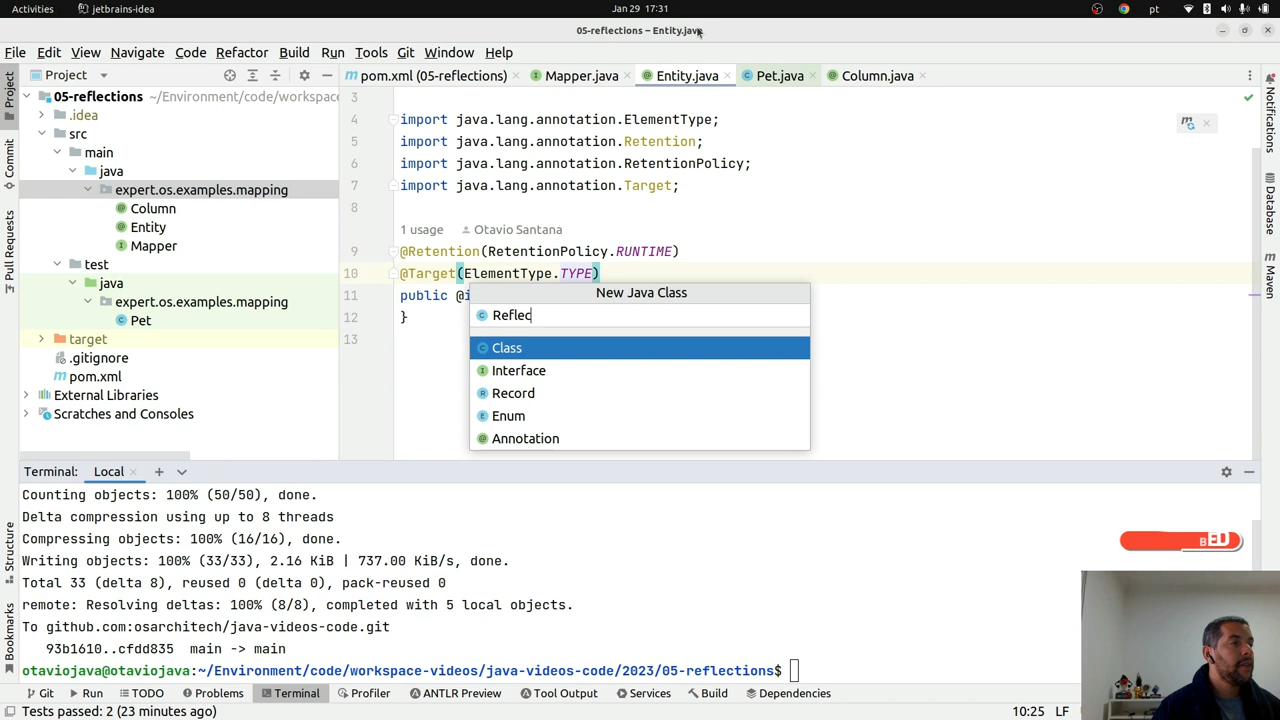 Activities
jetbrains-idea
Jan 29 17:31
pt
05-reflections – Entity.java
File Edit View Navigate Code Refactor Build Run Tools Git Window Help
Project
pom.xml (05-reflections)
Mapper.java
Entity.java
Pet.java
Column.java
05-reflections ~/Environment/code/workspace
.idea
src
main
java
expert.os.examples.mapping
Column
Entity
Mapper
test
java
expert.os.examples.mapping
Pet
target
.gitignore
pom.xml
External Libraries
Scratches and Consoles
Project
Commit
Pull Requests
Structure
Bookmarks
3
4 import java.lang.annotation.ElementType;
5 import java.lang.annotation.Retention;
6 import java.lang.annotation.RetentionPolicy;
7 import java.lang.annotation.Target;
8
1 usage Otavio Santana
9 @Retention(RetentionPolicy.RUNTIME)
10 @Target(ElementType.TYPE)
11 public @i
12 }
13
New Java Class
Reflec
Class
Interface
Record
Enum
Annotation
Notifications
Database
Maven
Terminal: Local
Counting objects: 100% (50/50), done.
Delta compression using up to 8 threads
Compressing objects: 100% (16/16), done.
Writing objects: 100% (33/33), 2.16 KiB | 737.00 KiB/s, done.
Total 33 (delta 8), reused 0 (delta 0), pack-reused 0
remote: Resolving deltas: 100% (8/8), completed with 5 local objects.
To github.com:osarchitech/java-videos-code.git
93b1610..cfdd835 main -> main
otaviojava@otaviojava:~/Environment/code/workspace-videos/java-videos-code/2023/05-reflections$
Git Run TODO Problems Terminal Profiler ANTLR Preview Tool Output Services Build Dependencies
Tests passed: 2 (23 minutes ago)
10:25 LF